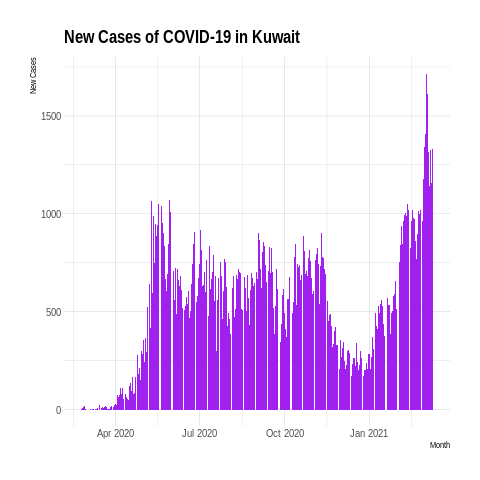 New Cases of COVID-19 in Kuwait
New Cases
1500
1000
500
0
Apr 2020 Jul 2020 Oct 2020 Jan 2021
Month